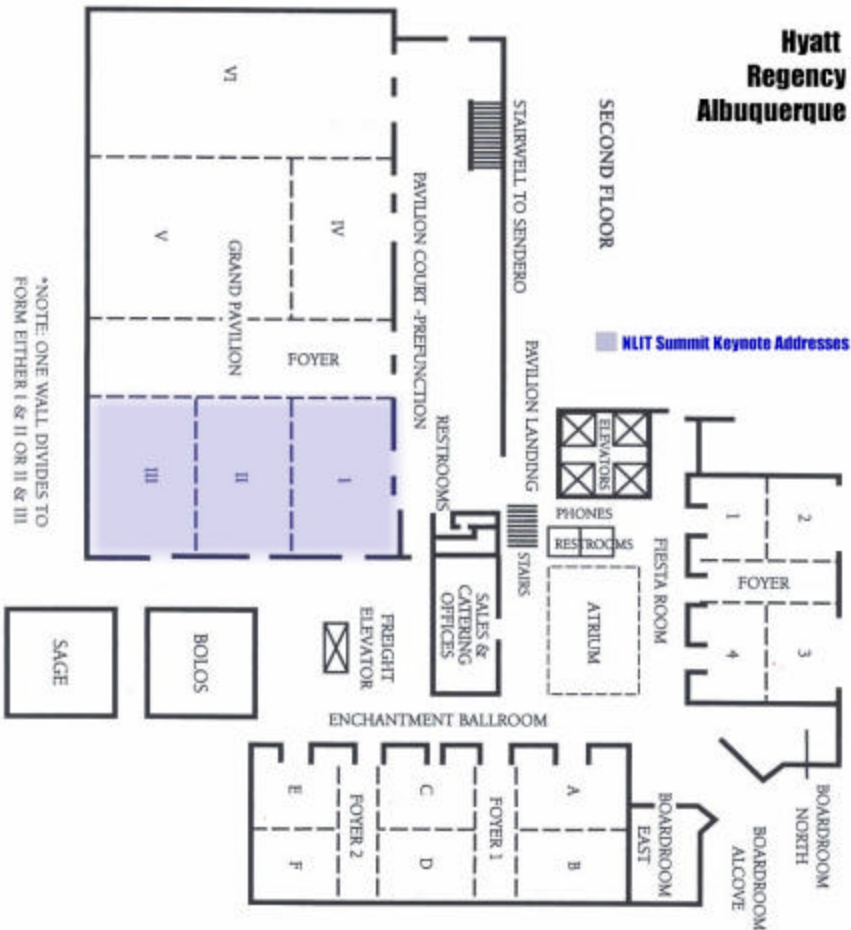 Hyatt
Regency
Albuquerque
SECOND FLOOR
NLIT Summit Keynote Addresses
VI
V
IV
GRAND PAVILION
FOYER
III
II
I
*NOTE: ONE WALL DIVIDES TO
FORM EITHER I & II OR II & III
PAVILION COURT -PREFUNCTION
STAIRWELL TO SENDERO
PAVILION LANDING
RESTROOMS
ELEVATORS
PHONES
RESTROOMS
STAIRS
ATRIUM
FIESTA ROOM
1
2
FOYER
4
3
SALES &
CATERING
OFFICES
FREIGHT
ELEVATOR
SAGE
BOLOS
ENCHANTMENT BALLROOM
E
F
FOYER 2
C
D
FOYER 1
A
B
BOARDROOM
EAST
BOARDROOM
NORTH
BOARDROOM
ALCOVE